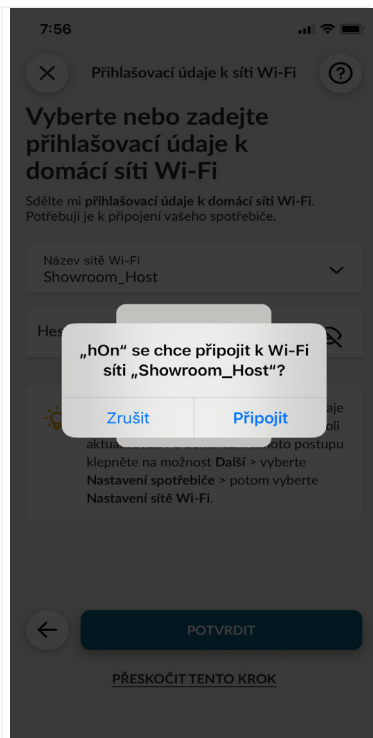 7:56
Přihlašovací údaje k síti Wi-Fi
Vyberte nebo zadejte
přihlašovací údaje k
domácí síti Wi-Fi
Sdělte mi přihlašovací údaje k domácí síti Wi-Fi.
Potřebuji je k připojení vašeho spotřebiče.
Název sítě Wi-Fi
Showroom_Host
„hOn“ se chce připojit k Wi-Fi
síti „Showroom_Host“?
Zrušit
Připojit
postupu
klepněte na možnost Další > vyberte
Nastavení spotřebiče > potom vyberte
Nastavení sítě Wi-Fi.
POTVRDIT
PŘESKOČIT TENTO KROK